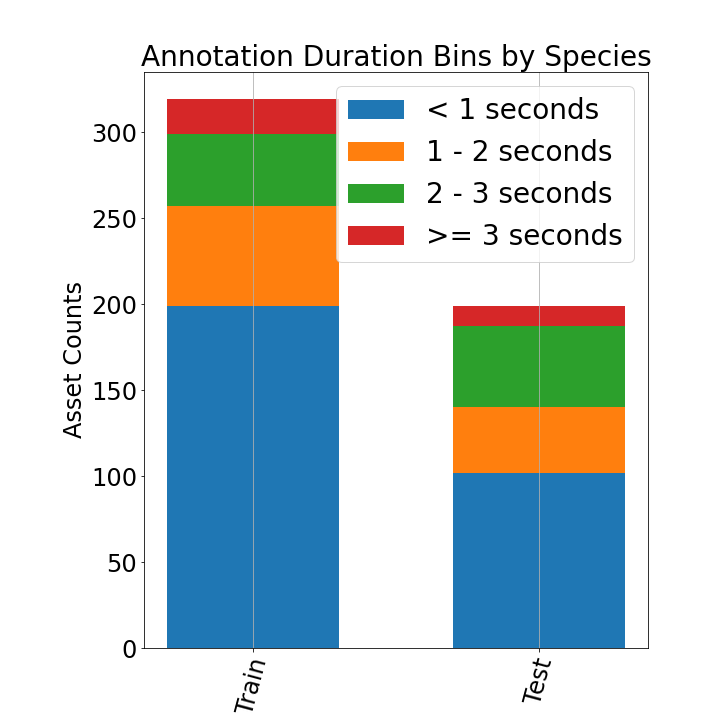 Annotation Duration Bins by Species
< 1 seconds
1 - 2 seconds
2 - 3 seconds
>= 3 seconds
Asset Counts
300
250
200
150
100
50
0
Train
Test